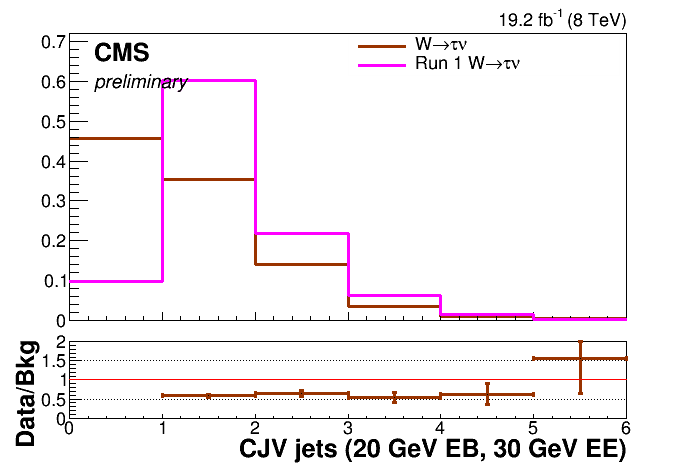 19.2 fb⁻¹ (8 TeV)
CMS
preliminary
W→τν
Run 1 W→τν
0.7
0.6
0.5
0.4
0.3
0.2
0.1
0
Data/Bkg
2
1.5
1
0.5
0
0 1 2 3 4 5 6
CJV jets (20 GeV EB, 30 GeV EE)